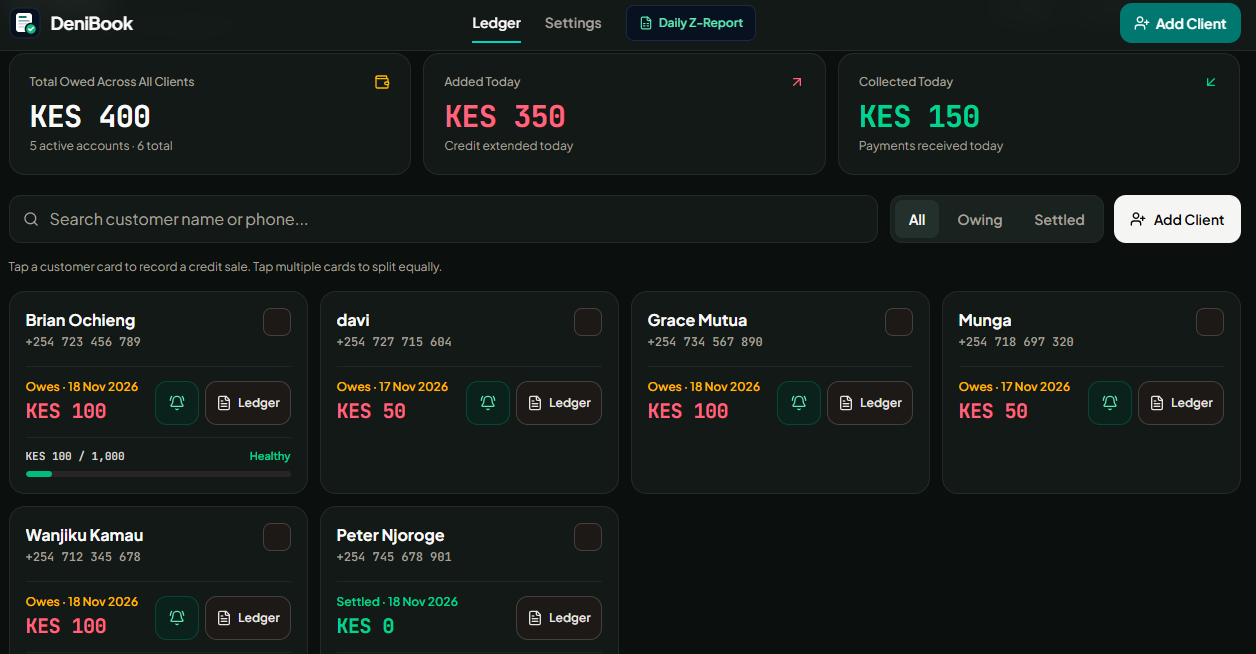 DeniBook
Ledger
Settings
Daily Z-Report
Add Client
Total Owed Across All Clients
KES 400
5 active accounts · 6 total
Added Today
KES 350
Credit extended today
Collected Today
KES 150
Payments received today
Search customer name or phone...
All
Owing
Settled
Add Client
Tap a customer card to record a credit sale. Tap multiple cards to split equally.
Brian Ochieng
+254 723 456 789
Owes · 18 Nov 2026
KES 100
Ledger
KES 100 / 1,000
Healthy
davi
+254 727 715 604
Owes · 17 Nov 2026
KES 50
Ledger
Grace Mutua
+254 734 567 890
Owes · 18 Nov 2026
KES 100
Ledger
Munga
+254 718 697 320
Owes · 17 Nov 2026
KES 50
Ledger
Wanjiku Kamau
+254 712 345 678
Owes · 18 Nov 2026
KES 100
Ledger
Peter Njoroge
+254 745 678 901
Settled · 18 Nov 2026
KES 0
Ledger